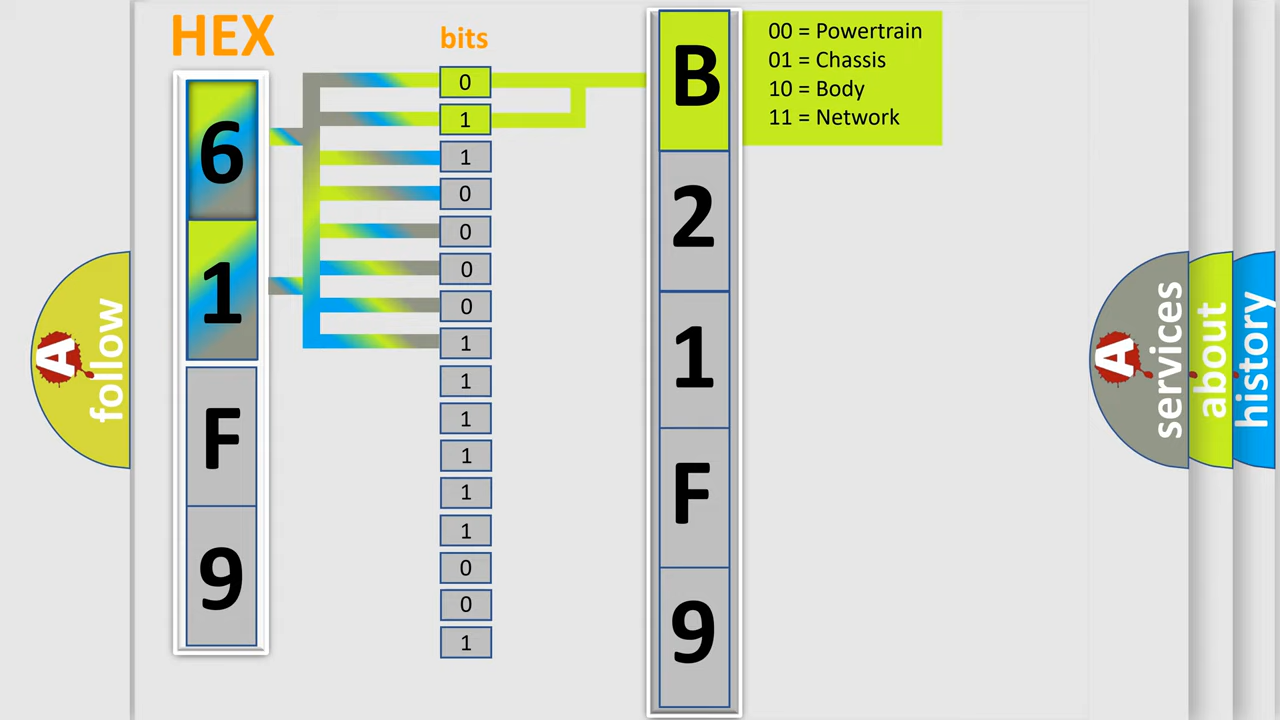 HEX
bits
6
1
F
9
0
1
1
0
0
0
0
1
1
1
1
1
1
0
0
1
B
2
1
F
9
00 = Powertrain
01 = Chassis
10 = Body
11 = Network
A
follow
A
services
about
history